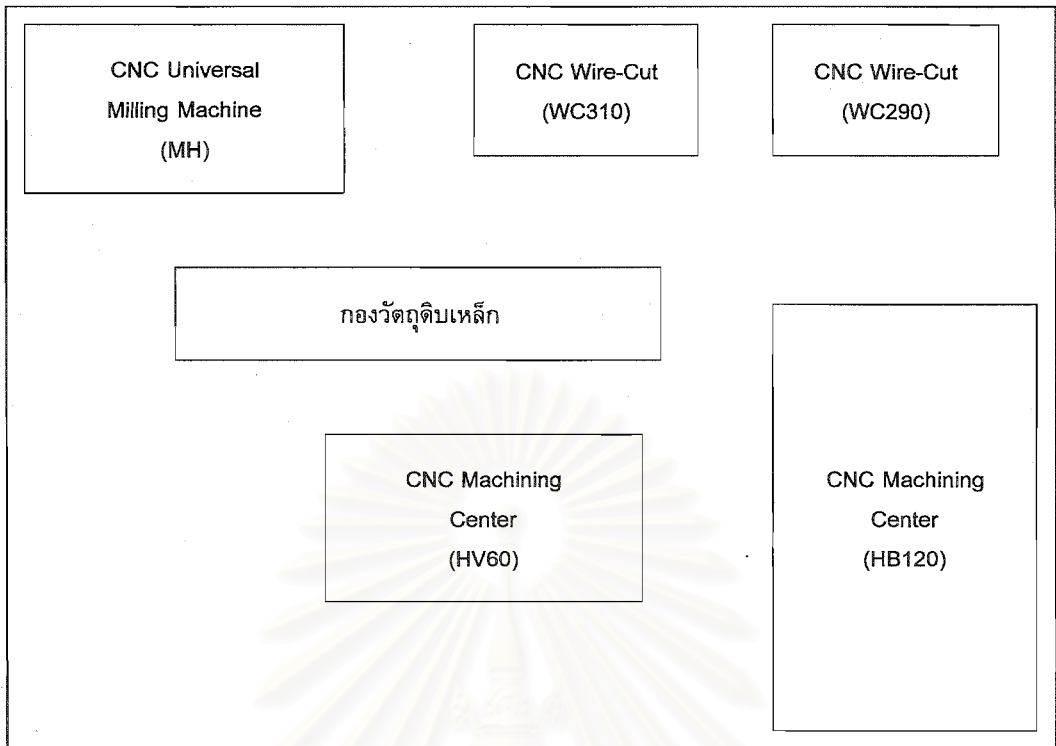 CNC Universal
Milling Machine
(MH)
CNC Wire-Cut
(WC310)
CNC Wire-Cut
(WC290)
กองวัตถุดิบเหล็ก
CNC Machining
Center
(HV60)
CNC Machining
Center
(HB120)